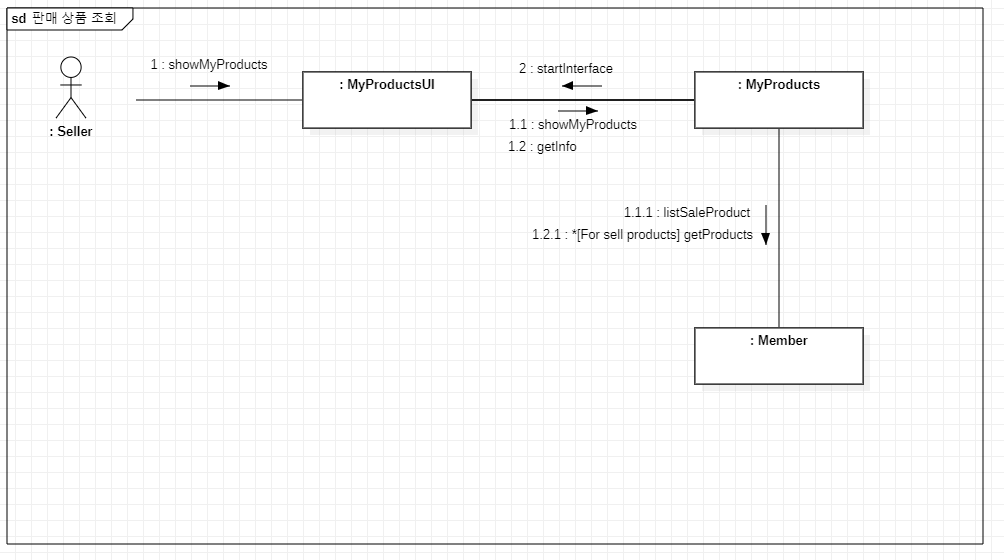 sd 판매 상품 조회
1 : showMyProducts
2 : startInterface
: MyProductsUI
: MyProducts
: Seller
1.1 : showMyProducts
1.2 : getInfo
1.1.1 : listSaleProduct
1.2.1 : *[For sell products] getProducts
: Member